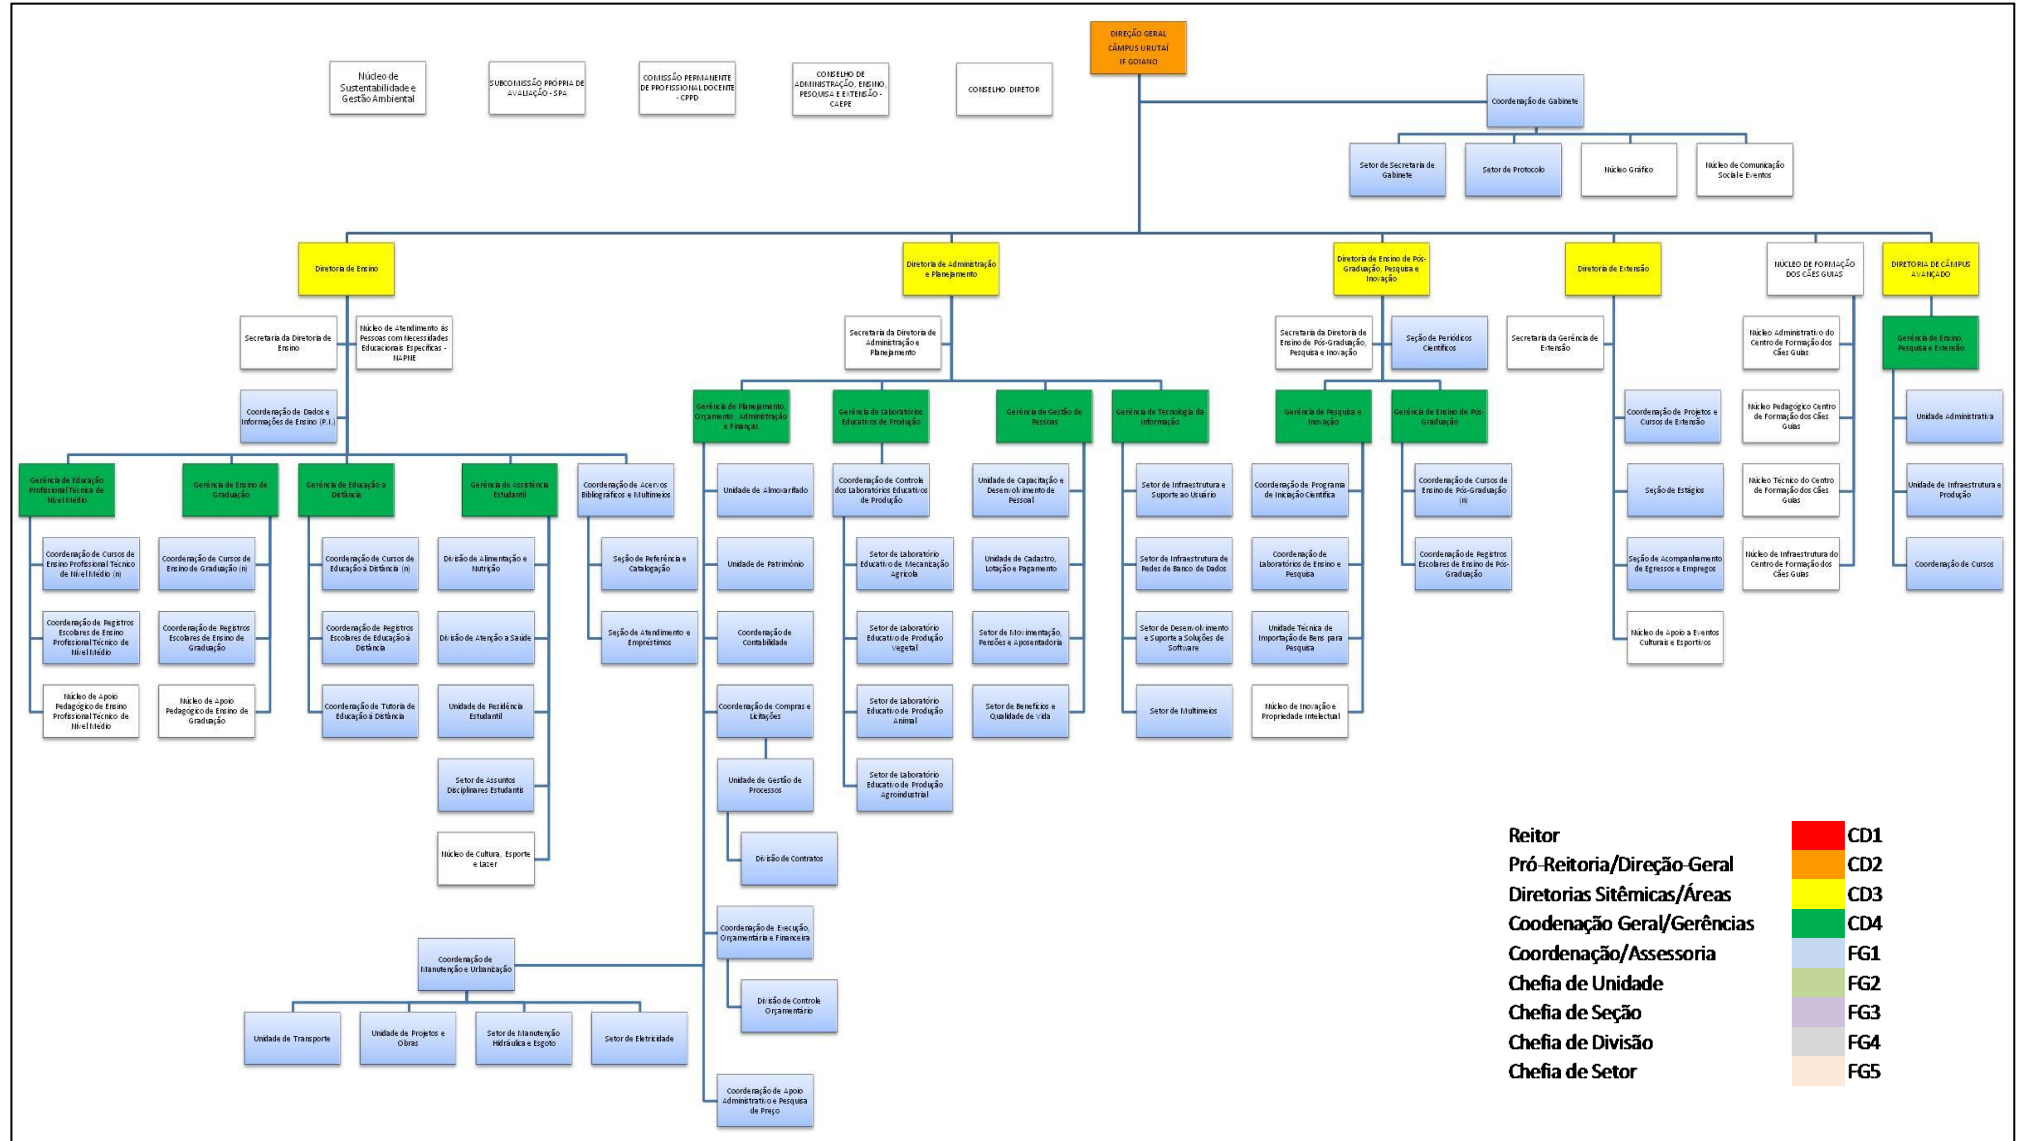 DIREÇÃO GERAL
CÂMPUS URUTAÍ
IF GOIANO
Núcleo de
Sustentabilidade e
Gestão Ambiental
SUBCOMISSÃO PRÓPRIA DE
AVALIAÇÃO - SPA
COMISSÃO PERMANENTE
DE PROFISSIONAL DOCENTE
- CPPD
CONSELHO DE
ADMINISTRAÇÃO, ENSINO,
PESQUISA E EXTENSÃO -
CAEPE
CONSELHO DIRETOR
Coordenação de Gabinete
Setor de Secretaria de
Gabinete
Setor de Protocolo
Núcleo Gráfico
Núcleo de Comunicação
Social e Eventos
Diretoria de Ensino
Diretoria de Administração
e Planejamento
Diretoria de Ensino de Pós-
Graduação, Pesquisa e
Inovação
Diretoria de Extensão
NÚCLEO DE FORMAÇÃO
DOS CÃES GUIAS
DIRETORIA DE CÂMPUS
AVANÇADO
Secretaria da Diretoria de
Ensino
Núcleo de Atendimento ás
Pessoas com Necessidades
Educacionais Específicas -
NAPNE
Secretaria da Diretoria de
Administração e
Planejamento
Secretaria da Diretoria de
Ensino de Pós-Graduação,
Pesquisa e Inovação
Seção de Periódicos
Científicos
Secretaria da Gerência de
Extensão
Núcleo Administrativo do
Centro de Formação dos
Cães Guias
Gerência de Ensino,
Pesquisa e Extensão
Coordenação de Dados e
Informações de Ensino (P.I.)
Gerência de Planejamento,
Orçamento , Administração
e Finanças
Gerência de Laboratórios
Educativos de Produção
Gerência de Gestão de
Pessoas
Gerência de Tecnologia da
Informação
Gerência de Pesquisa e
Inovação
Gerência de Ensino de Pós-
Graduação
Coordenação de Projetos e
Cursos de Extensão
Núcleo Pedagógico Centro
de Formação dos Cães
Guias
Unidade Administrativa
Gerência de Educação
Profissional Técnica de
Nível Médio
Gerência de Ensino de
Graduação
Gerência de Educação a
Distância
Gerência de Assistência
Estudantil
Coordenação de Acervos
Bibliográficos e Multimeios
Unidade de Almoxarifado
Coordenação de Controle
dos Laboratórios Educativos
de Produção
Unidade de Capacitação e
Desenvolvimento de
Pessoal
Setor de Infraestrutura e
Suporte ao Usuário
Coordenação de Programa
de Iniciação Científica
Coordenação de Cursos de
Ensino de Pós-Graduação
(n)
Seção de Estágios
Núcleo Técnico do Centro
de Formação dos Cães
Guias
Unidade de Infraestrutura e
Produção
Coordenação de Cursos de
Ensino Profissional Técnico
de Nível Médio (n)
Coordenação de Cursos de
Ensino de Graduação (n)
Coordenação de Cursos de
Educação à Distância (n)
Divisão de Alimentação e
Nutrição
Seção de Referência e
Catalogação
Unidade de Patrimônio
Setor de Laboratório
Educativo de Mecanização
Agrícola
Unidade de Cadastro,
Lotação e Pagamento
Setor de Infraestrutura de
Redes de Banco de Dados
Coordenação de
Laboratórios de Ensino e
Pesquisa
Coordenação de Registros
Escolares de Ensino de Pós-
Graduação
Seção de Acompanhamento
de Egressos e Empregos
Núcleo de Infraestrutura do
Centro de Formação dos
Cães Guias
Coordenação de Cursos
Coordenação de Registros
Escolares de Ensino
Profissional Técnico de
Nível Médio
Coordenação de Registros
Escolares de Ensino de
Graduação
Coordenação de Registros
Escolares de Educação à
Distância
Divisão de Atenção a Saúde
Seção de Atendimento e
Empréstimos
Coordenação de
Contabilidade
Setor de Laboratório
Educativo de Produção
Vegetal
Setor de Movimentação,
Pensões e Aposentadoria
Setor de Desenvolvimento
e Suporte a Soluções de
Software
Unidade Técnica de
Importação de Bens para
Pesquisa
Núcleo de Apoio a Eventos
Culturais e Esportivos
Núcleo de Apoio
Pedagógico de Ensino
Profissional Técnico de
Nível Médio
Núcleo de Apoio
Pedagógico de Ensino de
Graduação
Coordenação de Tutoria de
Educação à Distância
Unidade de Residência
Estudantil
Coordenação de Compras e
Licitações
Setor de Laboratório
Educativo de Produção
Animal
Setor de Benefícios e
Qualidade de Vida
Setor de Multimeios
Núcleo de Inovação e
Propriedade Intelectual
Setor de Assuntos
Disciplinares Estudantis
Unidade de Gestão de
Processos
Setor de Laboratório
Educativo de Produção
Agroindustrial
Núcleo de Cultura, Esporte
e Lazer
Divisão de Contratos
Coordenação de Execução,
Orçamentária e Financeira
Coordenação de
Manutenção e Urbanização
Divisão de Controle
Orçamentário
Unidade de Transporte
Unidade de Projetos e
Obras
Setor de Manutenção
Hidráulica e Esgoto
Setor de Eletricidade
Coordenação de Apoio
Administrativo e Pesquisa
de Preço
Reitor CD1
Pró-Reitoria/Direção-Geral CD2
Diretorias Sitêmicas/Áreas CD3
Coodenação Geral/Gerências CD4
Coordenação/Assessoria FG1
Chefia de Unidade FG2
Chefia de Seção FG3
Chefia de Divisão FG4
Chefia de Setor FG5